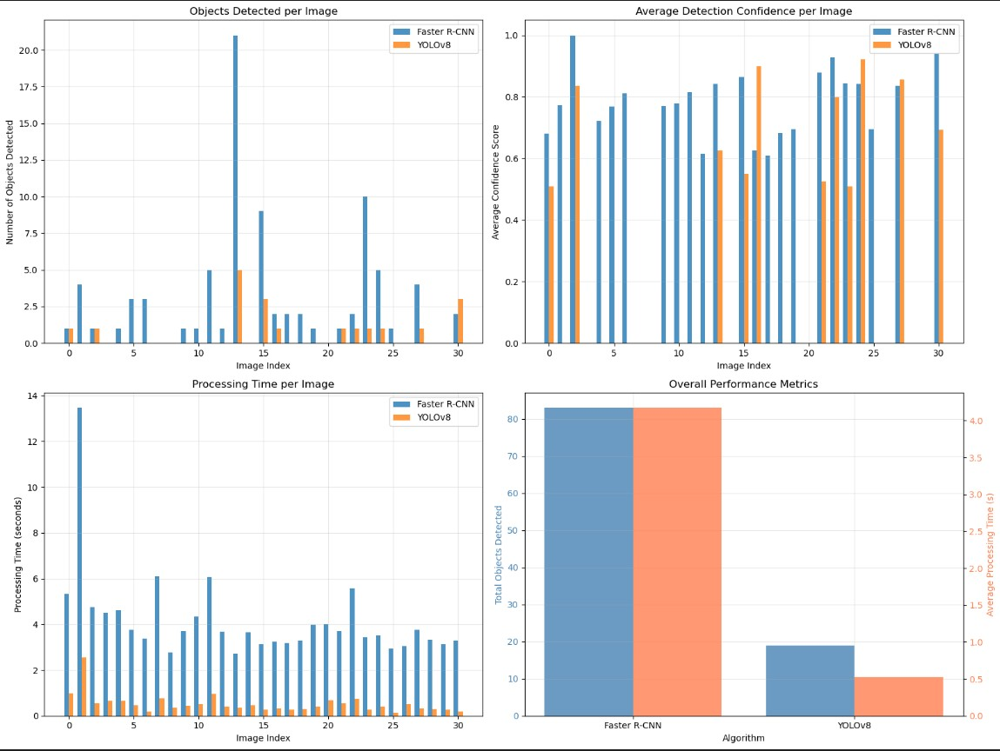 Objects Detected per Image
Number of Objects Detected
20.0
17.5
15.0
12.5
10.0
7.5
5.0
2.5
0.0
Faster R-CNN
YOLOv8
0 5 10 15 20 25 30
Image Index
Average Detection Confidence per Image
Average Confidence Score
1.0
0.8
0.6
0.4
0.2
0.0
Faster R-CNN
YOLOv8
0 5 10 15 20 25 30
Image Index
Processing Time per Image
Processing Time (seconds)
14
12
10
8
6
4
2
0
Faster R-CNN
YOLOv8
0 5 10 15 20 25 30
Image Index
Overall Performance Metrics
Total Objects Detected
80
70
60
50
40
30
20
10
0
4.0
3.5
3.0
2.5
2.0
1.5
1.0
0.5
0.0
Average Processing Time (s)
Faster R-CNN YOLOv8
Algorithm